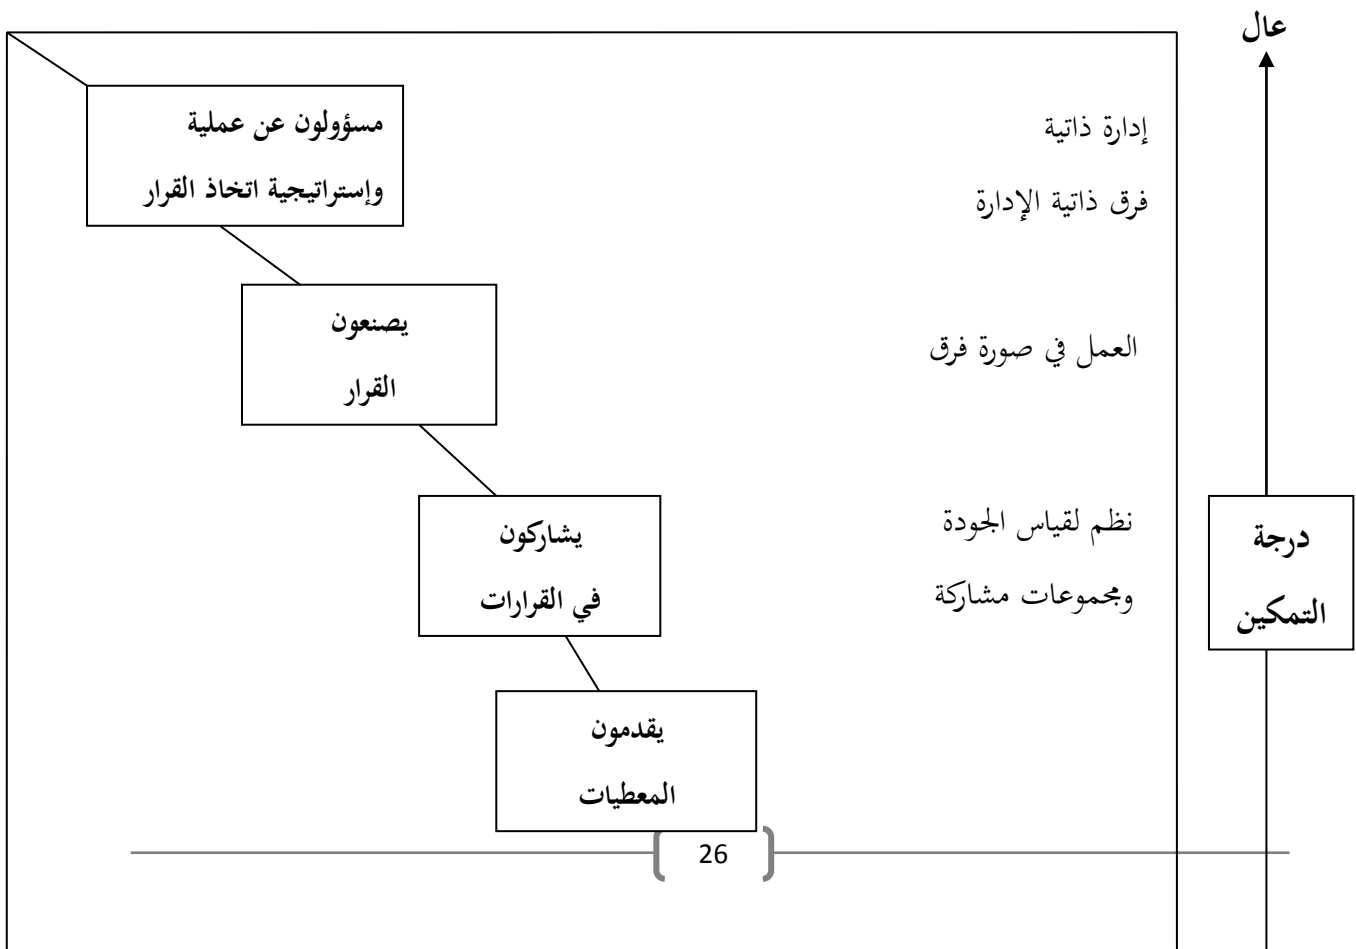 عال
مسؤولون عن عملية
وإستراتيجية اتخاذ القرار
إدارة ذاتية
فرق ذاتية الإدارة
يصنعون
القرار
العمل في صورة فرق
يشاركون
في القرارات
نظم لقياس الجودة
ومجموعات مشاركة
درجة
التمكين
يقدمون
المعطيات
26